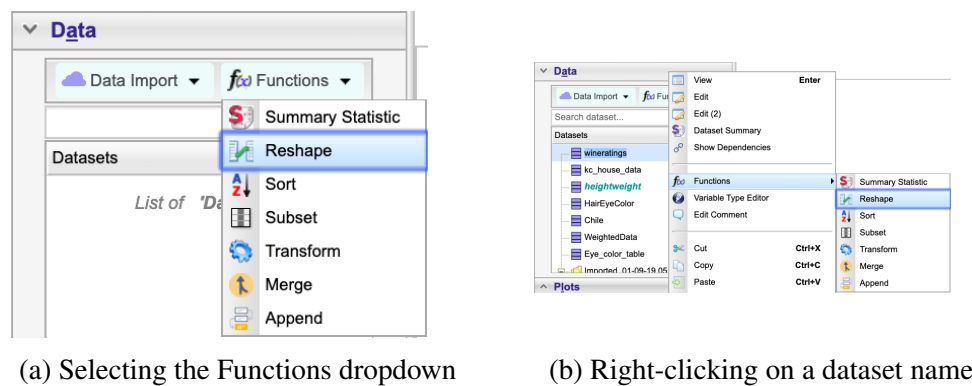 Data
Data Import
f(x) Functions
Summary Statistic
Reshape
Datasets
Sort
List of 'Da
Subset
Transform
Merge
Append
(a) Selecting the Functions dropdown
Data
Data Import
f(x) Fun
Search dataset...
Datasets
wineratings
kc_house_data
heightweight
HairEyeColor
Chile
WeightedData
Eye_color_table
Imported_01-09-19.05
Plots
View Enter
Edit
Edit (2)
Dataset Summary
Show Dependencies
f(x) Functions
Variable Type Editor
Edit Comment
Cut Ctrl+X
Copy Ctrl+C
Paste Ctrl+V
Summary Statistic
Reshape
Sort
Subset
Transform
Merge
Append
(b) Right-clicking on a dataset name